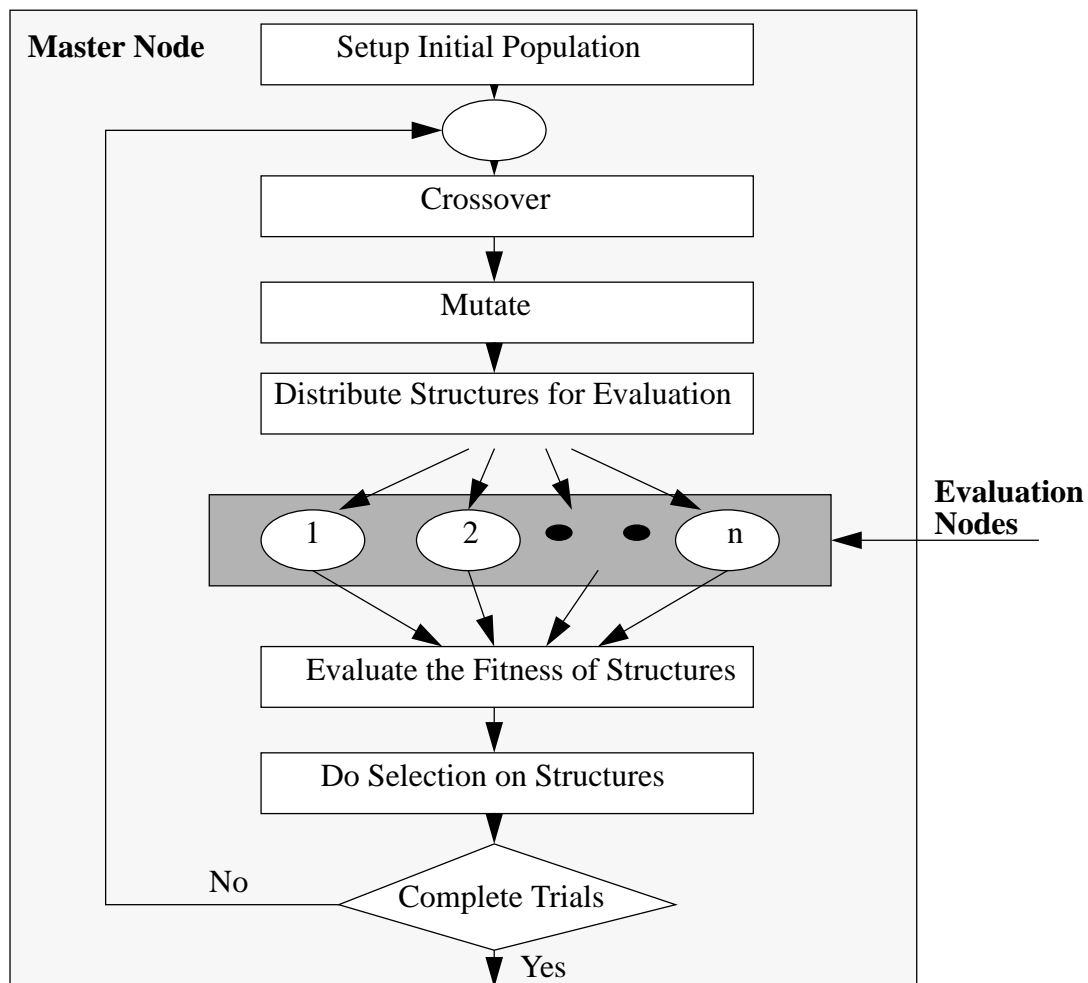 Master Node
Setup Initial Population
Crossover
Mutate
Distribute Structures for Evaluation
Evaluation
Nodes
1
2
n
Evaluate the Fitness of Structures
Do Selection on Structures
No
Complete Trials
Yes